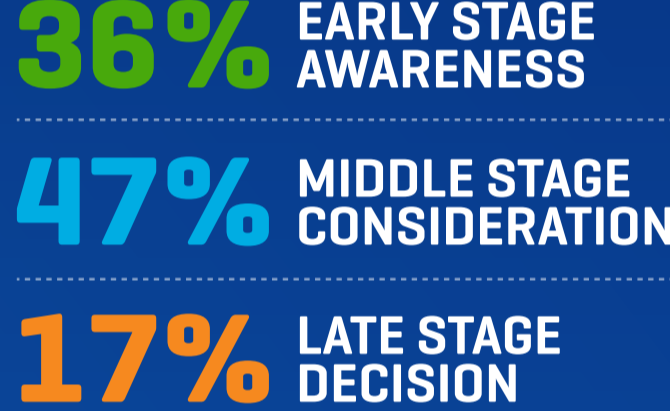 36% EARLY STAGE
AWARENESS
47% MIDDLE STAGE
CONSIDERATION
17% LATE STAGE
DECISION